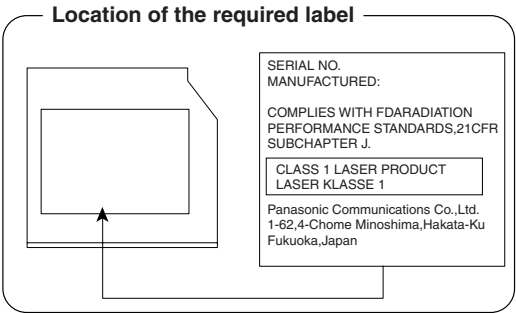 Location of the required label
SERIAL NO.
MANUFACTURED:
COMPLIES WITH FDARADIATION
PERFORMANCE STANDARDS,21CFR
SUBCHAPTER J.
CLASS 1 LASER PRODUCT
LASER KLASSE 1
Panasonic Communications Co.,Ltd.
1-62,4-Chome Minoshima,Hakata-Ku
Fukuoka,Japan